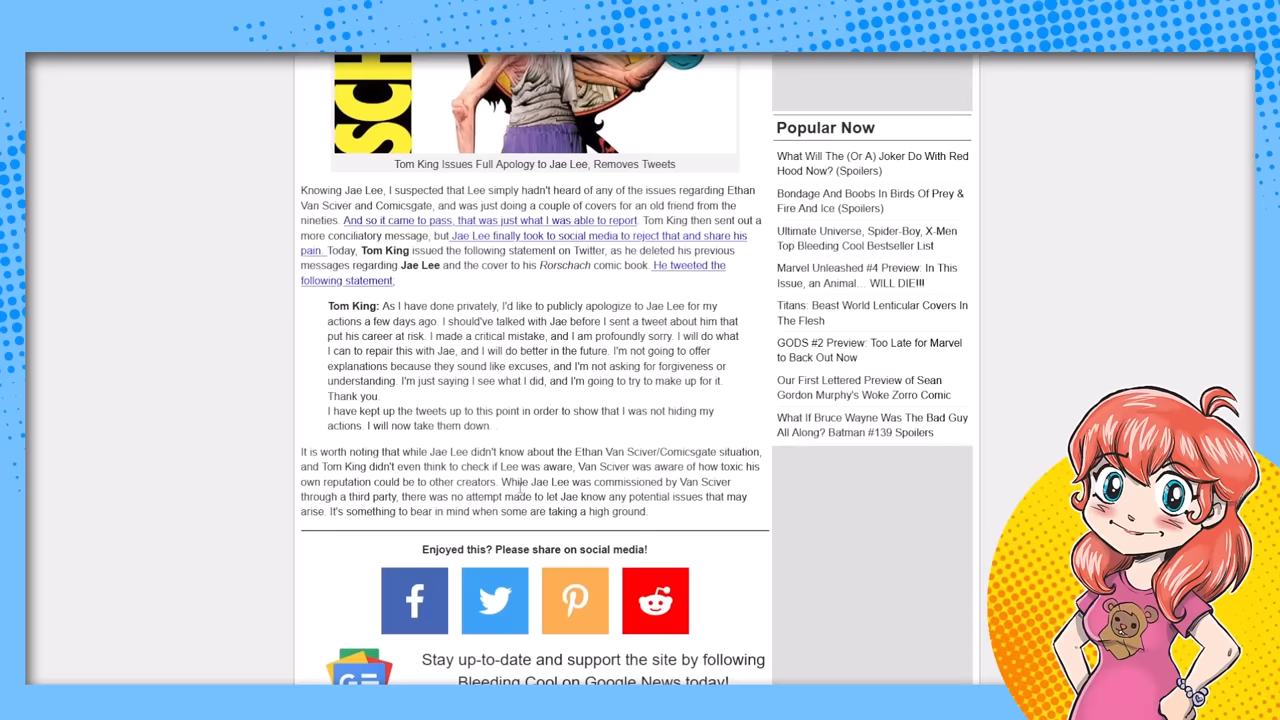 SCH
Tom King Issues Full Apology to Jae Lee, Removes Tweets
Knowing Jae Lee, I suspected that Lee simply hadn't heard of any of the issues regarding Ethan
Van Sciver and Comicsgate, and was just doing a couple of covers for an old friend from the
nineties. And so it came to pass, that was just what I was able to report. Tom King then sent out a
more conciliatory message, but Jae Lee finally took to social media to reject that and share his
pain. Today, Tom King issued the following statement on Twitter, as he deleted his previous
messages regarding Jae Lee and the cover to his Rorschach comic book. He tweeted the
following statement;
Tom King: As I have done privately, I'd like to publicly apologize to Jae Lee for my
actions a few days ago. I should've talked with Jae before I sent a tweet about him that
put his career at risk. I made a critical mistake, and I am profoundly sorry. I will do what
I can to repair this with Jae, and I will do better in the future. I'm not going to offer
explanations because they sound like excuses, and I'm not asking for forgiveness or
understanding. I'm just saying I see what I did, and I'm going to try to make up for it.
Thank you.
I have kept up the tweets up to this point in order to show that I was not hiding my
actions. I will now take them down.
It is worth noting that while Jae Lee didn't know about the Ethan Van Sciver/Comicsgate situation,
and Tom King didn't even think to check if Lee was aware, Van Sciver was aware of how toxic his
own reputation could be to other creators. While Jae Lee was commissioned by Van Sciver
through a third party, there was no attempt made to let Jae know any potential issues that may
arise. It's something to bear in mind when some are taking a high ground.
Enjoyed this? Please share on social media!
Stay up-to-date and support the site by following
Bleeding Cool on Google News today!
Popular Now
What Will The (Or A) Joker Do With Red
Hood Now? (Spoilers)
Bondage And Boobs In Birds Of Prey &
Fire And Ice (Spoilers)
Ultimate Universe, Spider-Boy, X-Men
Top Bleeding Cool Bestseller List
Marvel Unleashed #4 Preview: In This
Issue, an Animal… WILL DIE!!!
Titans: Beast World Lenticular Covers In
The Flesh
GODS #2 Preview: Too Late for Marvel
to Back Out Now
Our First Lettered Preview of Sean
Gordon Murphy's Woke Zorro Comic
What If Bruce Wayne Was The Bad Guy
All Along? Batman #139 Spoilers